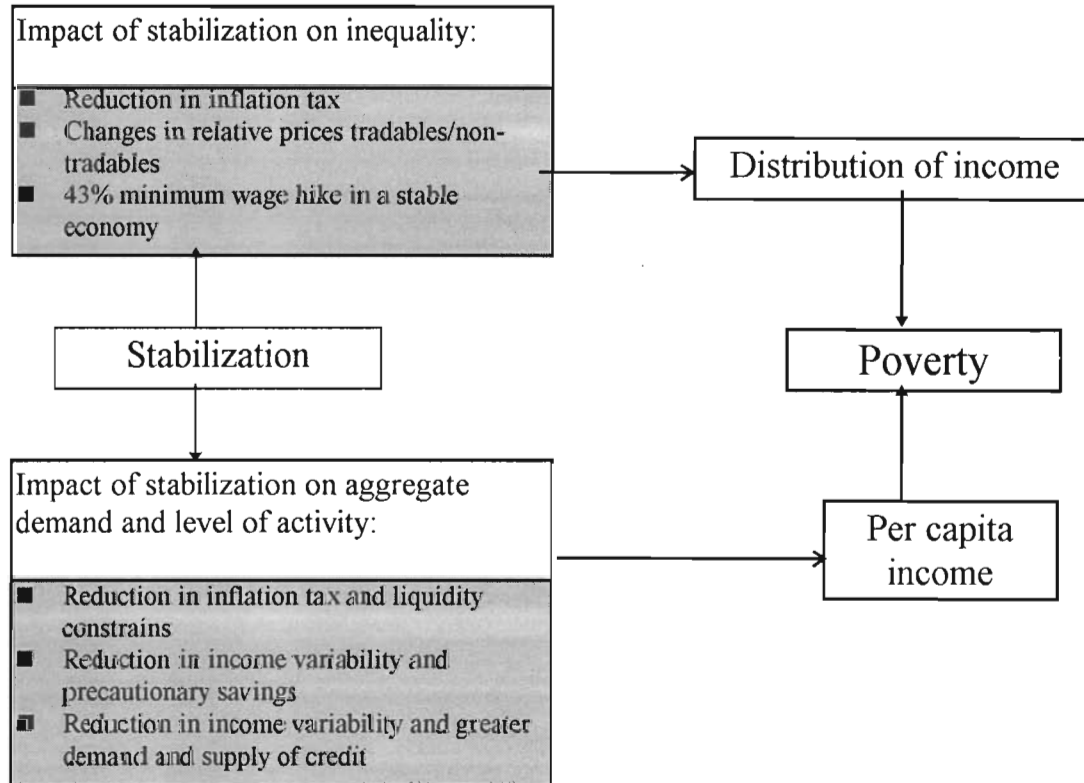 Impact of stabilization on inequality:
■ Reduction in inflation tax
■ Changes in relative prices tradables/non-
tradables
■ 43% minimum wage hike in a stable
economy
Distribution of income
Stabilization
Poverty
Impact of stabilization on aggregate
demand and level of activity:
■ Reduction in inflation tax and liquidity
constrains
■ Reduction in income variability and
precautionary savings
■ Reduction in income variability and greater
demand and supply of credit
Per capita
income